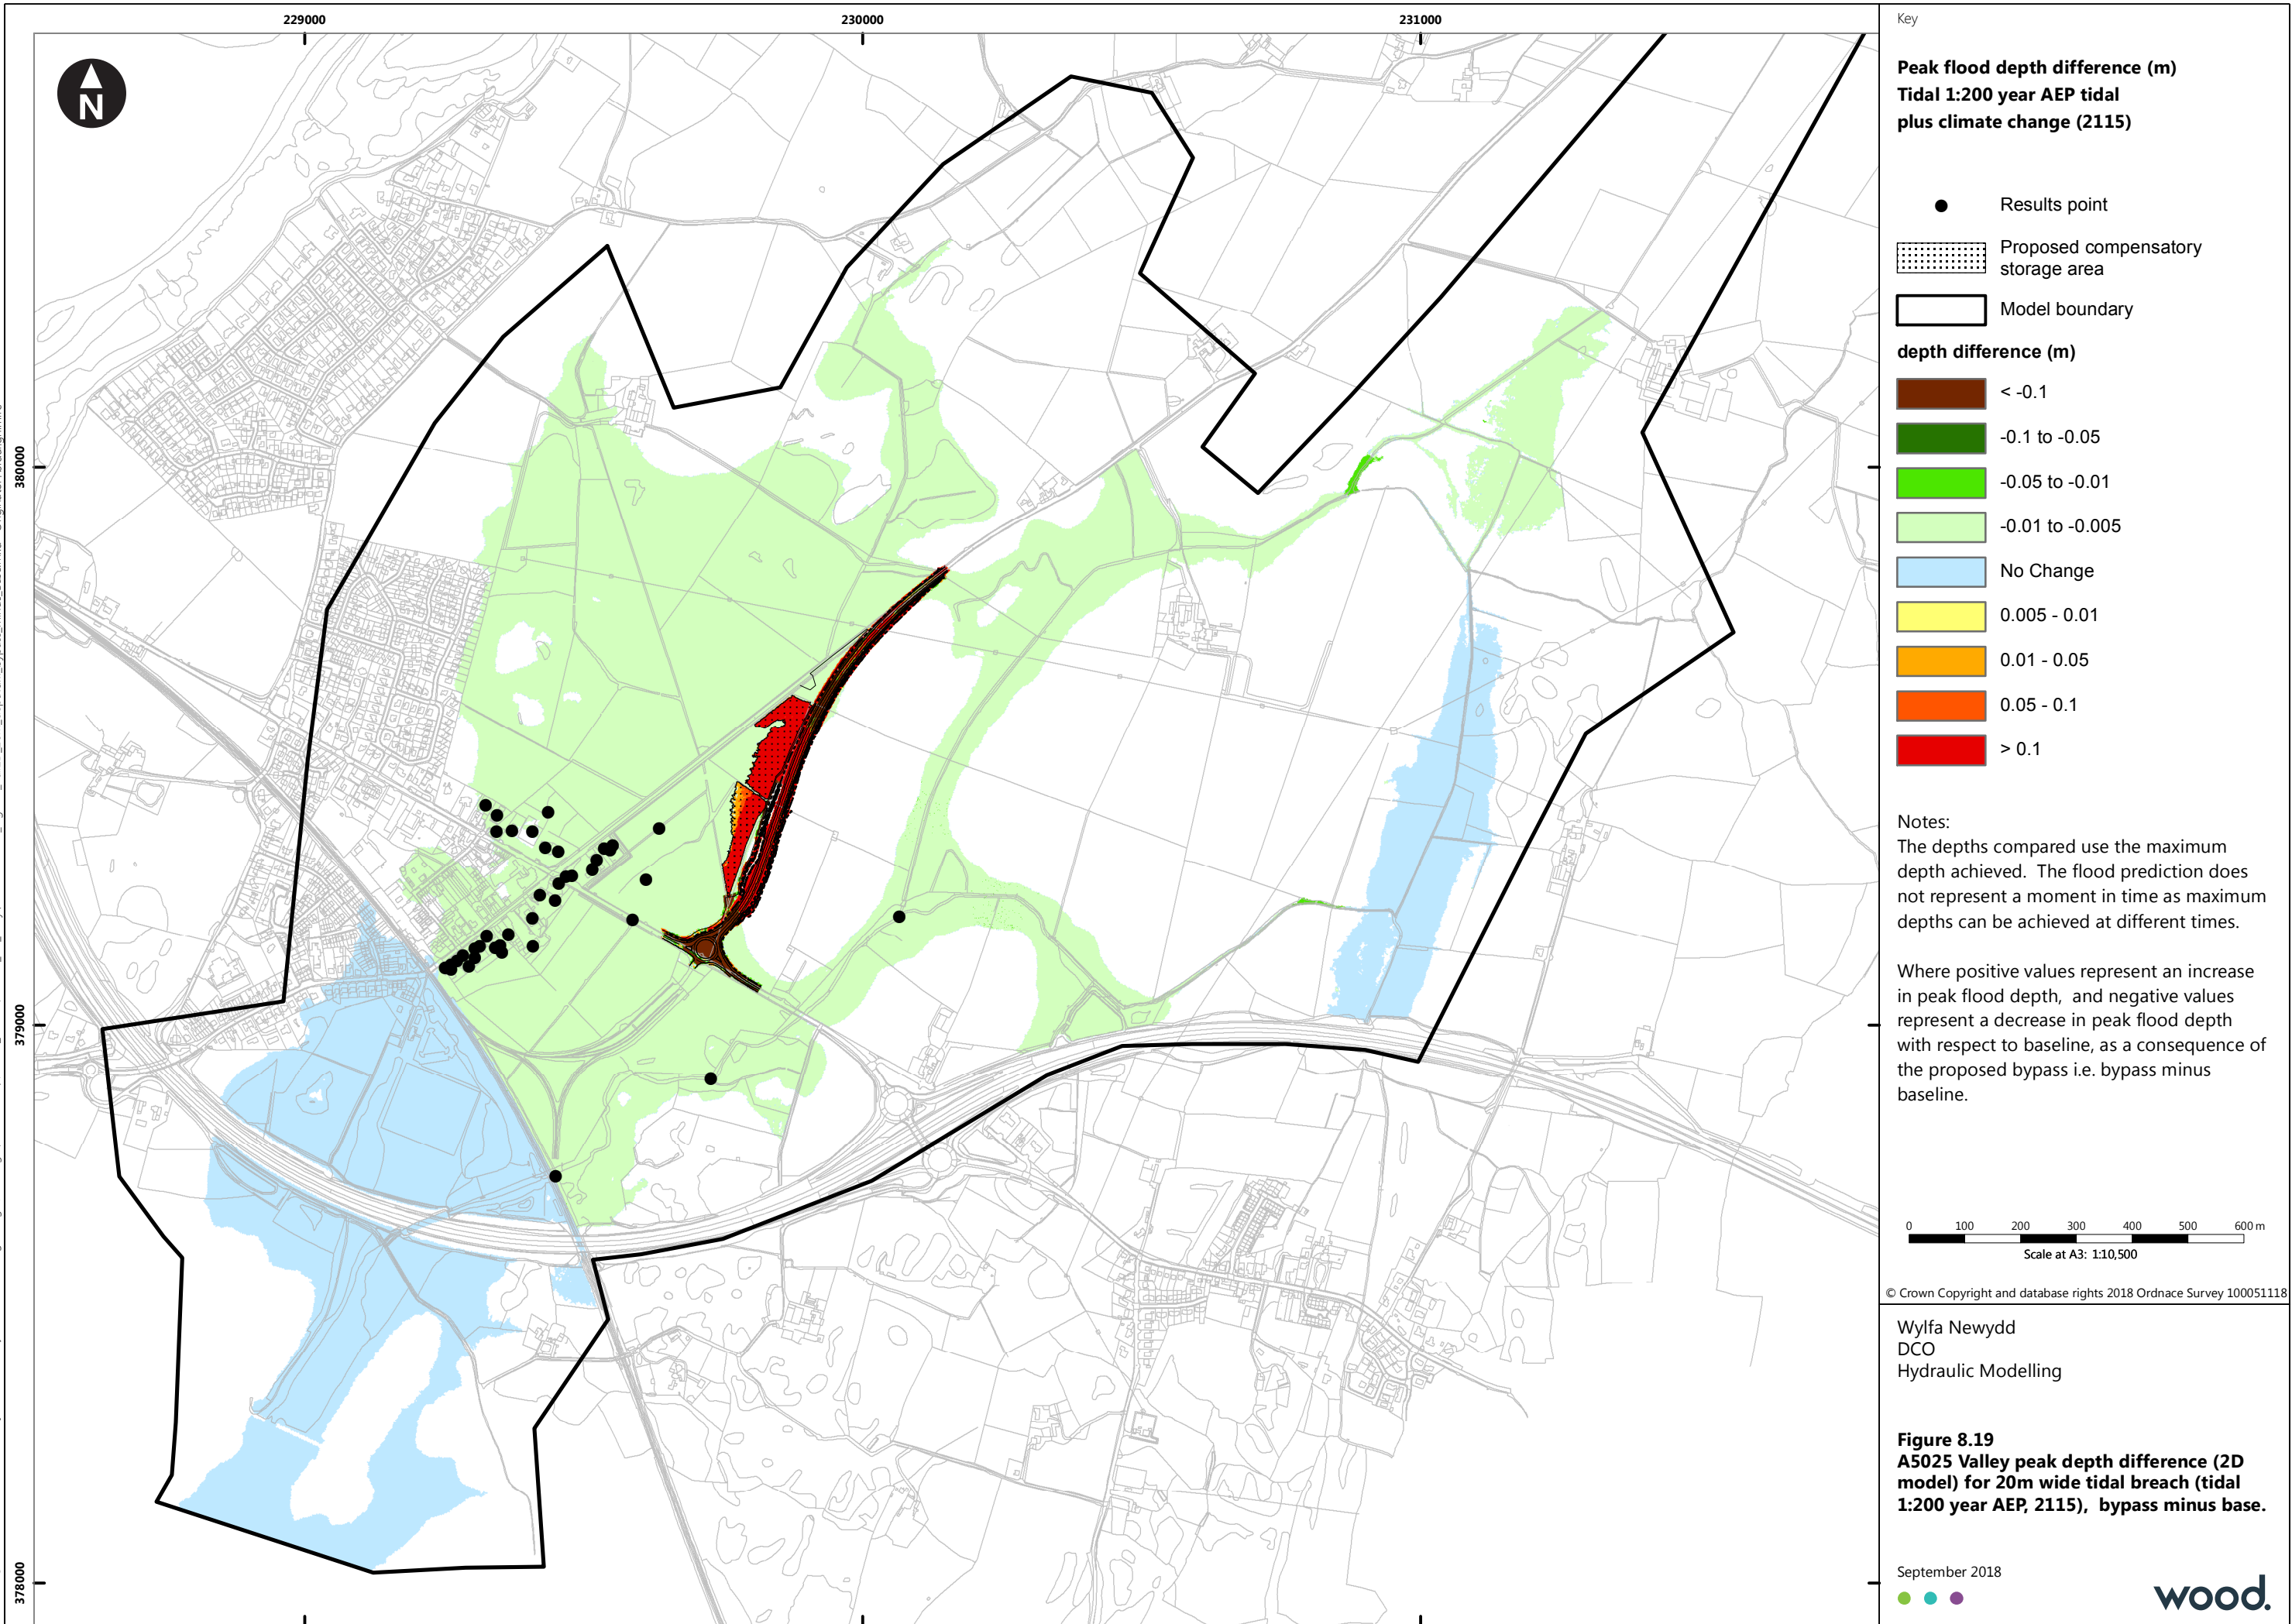 229000
230000
231000
380000
379000
378000
N
Key
Peak flood depth difference (m)
Tidal 1:200 year AEP tidal
plus climate change (2115)
Results point
Proposed compensatory
storage area
Model boundary
depth difference (m)
< -0.1
-0.1 to -0.05
-0.05 to -0.01
-0.01 to -0.005
No Change
0.005 - 0.01
0.01 - 0.05
0.05 - 0.1
> 0.1
Notes:
The depths compared use the maximum
depth achieved.  The flood prediction does
not represent a moment in time as maximum
depths can be achieved at different times.
Where positive values represent an increase
in peak flood depth,  and negative values
represent a decrease in peak flood depth
with respect to baseline, as a consequence of
the proposed bypass i.e. bypass minus
baseline.
0 100 200 300 400 500 600 m
Scale at A3:  1:10,500
© Crown Copyright and database rights 2018 Ordnace Survey 100051118
Wylfa Newydd
DCO
Hydraulic Modelling
Figure 8.19
A5025 Valley peak depth difference (2D
model) for 20m wide tidal breach (tidal
1:200 year AEP, 2115),  bypass minus base.
September 2018
wood.